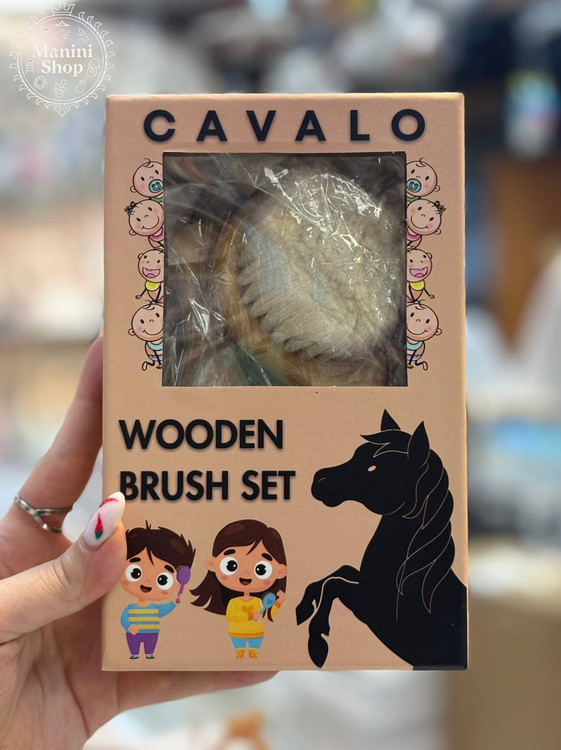 Manini
Shop
CAVALO
WOODEN
BRUSH SET